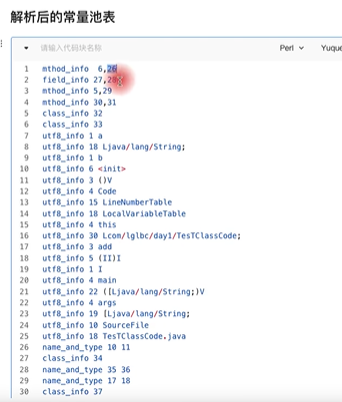 解析后的常量池表
请输入代码块名称 Perl Yuque
1 mthod_info 6,26
2 field_info 27,28
3 mthod_info 5,29
4 mthod_info 30,31
5 class_info 32
6 class_info 33
7 utf8_info 1 a
8 utf8_info 18 Ljava/lang/String;
9 utf8_info 1 b
10 utf8_info 6 <init>
11 utf8_info 3 ()V
12 utf8_info 4 Code
13 utf8_info 15 LineNumberTable
14 utf8_info 18 LocalVariableTable
15 utf8_info 4 this
16 utf8_info 30 Lcom/lglbc/day1/TesTClassCode;
17 utf8_info 3 add
18 utf8_info 5 (II)I
19 utf8_info 1 I
20 utf8_info 4 main
21 utf8_info 22 ([Ljava/lang/String;)V
22 utf8_info 4 args
23 utf8_info 19 [Ljava/lang/String;
24 utf8_info 10 SourceFile
25 utf8_info 18 TesTClassCode.java
26 name_and_type 10 11
27 class_info 34
28 name_and_type 35 36
29 name_and_type 17 18
30 class_info 37